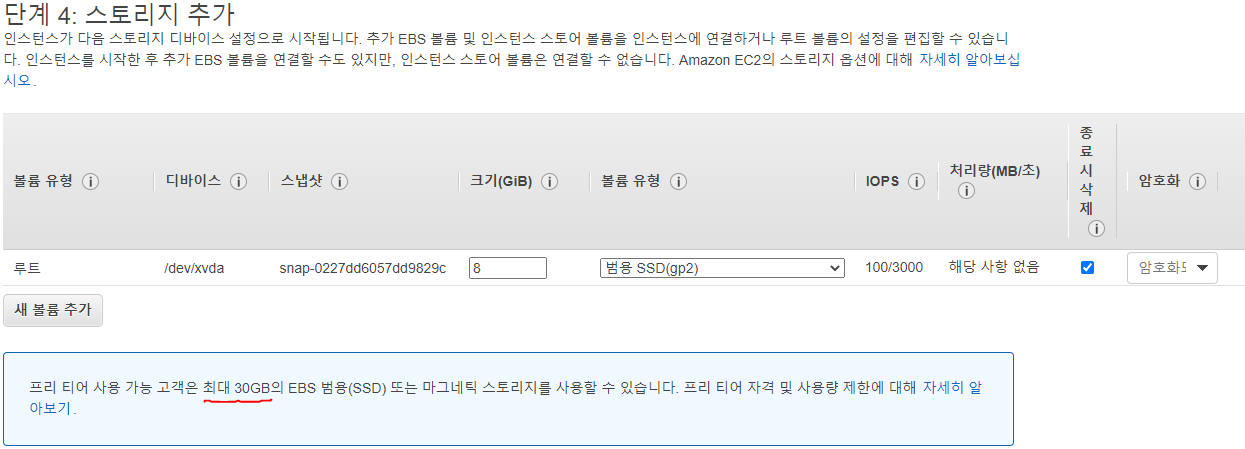 단계 4: 스토리지 추가
인스턴스가 다음 스토리지 디바이스 설정으로 시작됩니다. 추가 EBS 볼륨 및 인스턴스 스토어 볼륨을 인스턴스에 연결하거나 루트 볼륨의 설정을 편집할 수 있습니
다. 인스턴스를 시작한 후 추가 EBS 볼륨을 연결할 수도 있지만, 인스턴스 스토어 볼륨은 연결할 수 없습니다. Amazon EC2의 스토리지 옵션에 대해 자세히 알아보십
시오.
볼륨 유형 디바이스 스냅샷 크기(GiB) 볼륨 유형 IOPS 처리량(MB/초) 종료 시 삭제 암호화
루트 /dev/xvda snap-0227dd6057dd9829c 8 범용 SSD(gp2) 100/3000 해당 사항 없음
새 볼륨 추가
프리 티어 사용 가능 고객은 최대 30GB의 EBS 범용(SSD) 또는 마그네틱 스토리지를 사용할 수 있습니다. 프리 티어 자격 및 사용량 제한에 대해 자세히 알
아보기.